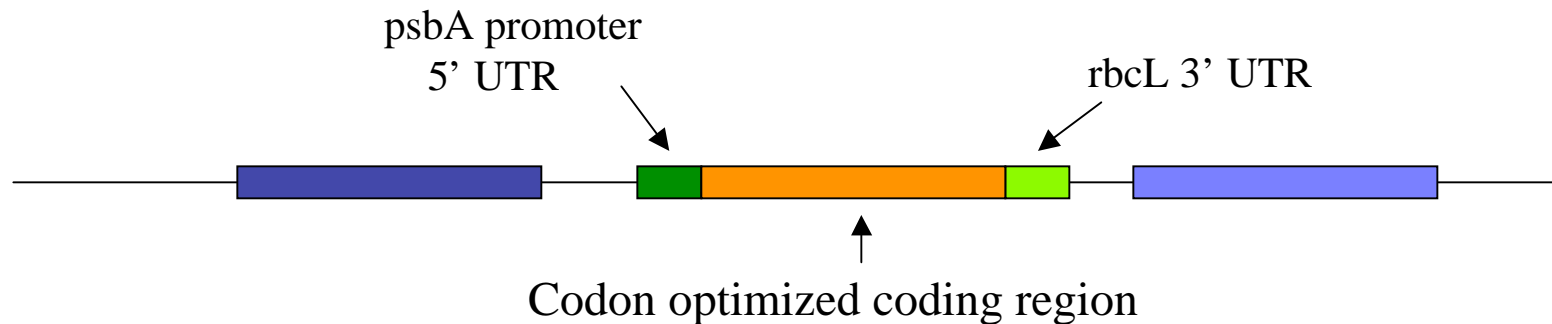 psbA promoter
5’ UTR
rbcL 3’ UTR
Codon optimized coding region